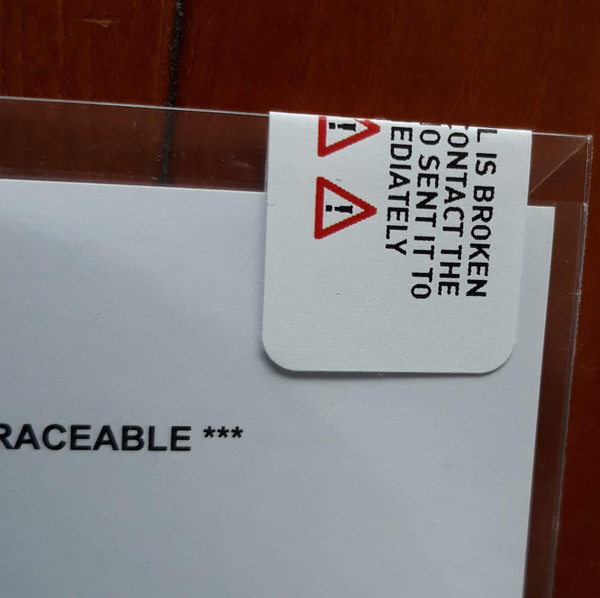 L IS BROKEN
ONTACT THE
O SENT IT TO
EDIATELY
RACEABLE ***